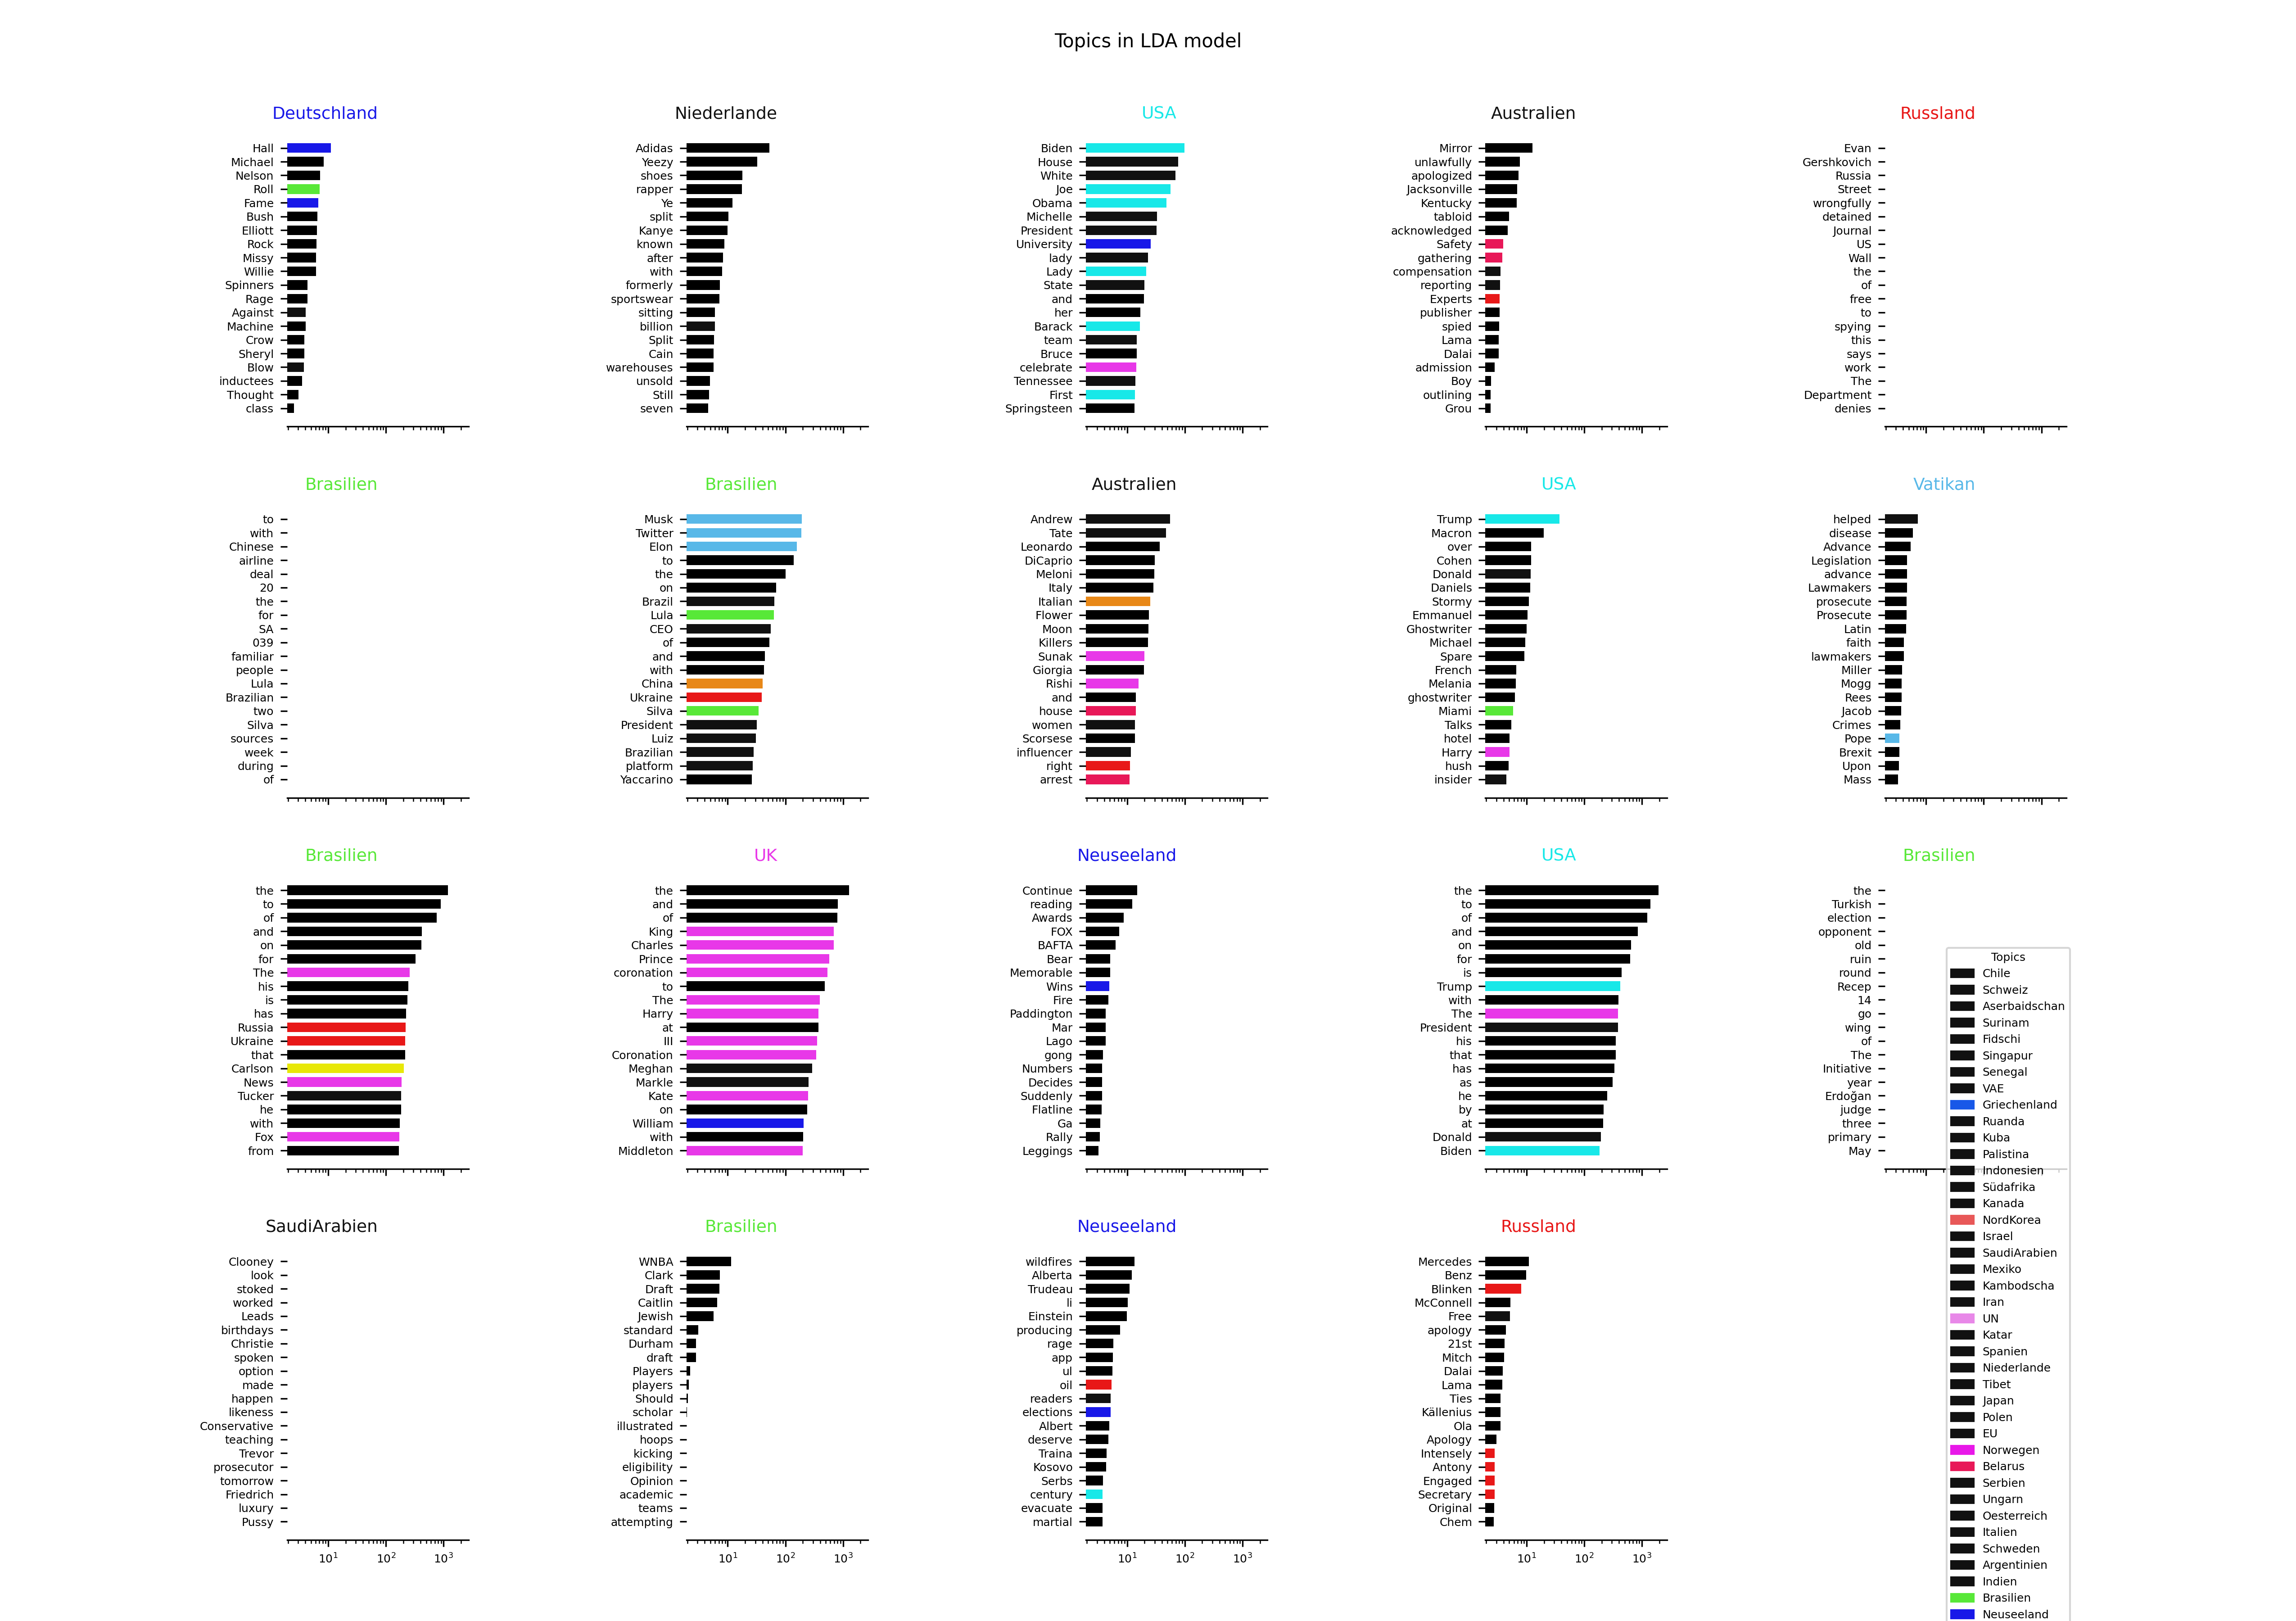 Topics in LDA model
Deutschland
Hall
Michael
Nelson
Roll
Fame
Bush
Elliott
Rock
Missy
Willie
Spinners
Rage
Against
Machine
Crow
Sheryl
Blow
inductees
Thought
class
Niederlande
Adidas
Yeezy
shoes
rapper
Ye
split
Kanye
known
after
with
formerly
sportswear
sitting
billion
Split
Cain
warehouses
unsold
Still
seven
USA
Biden
House
White
Joe
Obama
Michelle
President
University
lady
Lady
State
and
her
Barack
team
Bruce
celebrate
Tennessee
First
Springsteen
Australien
Mirror
unlawfully
apologized
Jacksonville
Kentucky
tabloid
acknowledged
Safety
gathering
compensation
reporting
Experts
publisher
spied
Lama
Dalai
admission
Boy
outlining
Grou
Russland
Evan
Gershkovich
Russia
Street
wrongfully
detained
Journal
US
Wall
the
of
free
to
spying
this
says
work
The
Department
denies
Brasilien
to
with
Chinese
airline
deal
20
the
for
SA
039
familiar
people
Lula
Brazilian
two
Silva
sources
week
during
of
Brasilien
Musk
Twitter
Elon
to
the
on
Brazil
Lula
CEO
of
and
with
China
Ukraine
Silva
President
Luiz
Brazilian
platform
Yaccarino
Australien
Andrew
Tate
Leonardo
DiCaprio
Meloni
Italy
Italian
Flower
Moon
Killers
Sunak
Giorgia
Rishi
and
house
women
Scorsese
influencer
right
arrest
USA
Trump
Macron
over
Cohen
Donald
Daniels
Stormy
Emmanuel
Ghostwriter
Michael
Spare
French
Melania
ghostwriter
Miami
Talks
hotel
Harry
hush
insider
Vatikan
helped
disease
Advance
Legislation
advance
Lawmakers
prosecute
Prosecute
Latin
faith
lawmakers
Miller
Mogg
Rees
Jacob
Crimes
Pope
Brexit
Upon
Mass
Brasilien
the
to
of
and
on
for
The
his
is
has
Russia
Ukraine
that
Carlson
News
Tucker
he
with
Fox
from
UK
the
and
of
King
Charles
Prince
coronation
to
The
Harry
at
III
Coronation
Meghan
Markle
Kate
on
William
with
Middleton
Neuseeland
Continue
reading
Awards
FOX
BAFTA
Bear
Memorable
Wins
Fire
Paddington
Mar
Lago
gong
Numbers
Decides
Suddenly
Flatline
Ga
Rally
Leggings
USA
the
to
of
and
on
for
is
Trump
with
The
President
his
that
has
as
he
by
at
Donald
Biden
Brasilien
the
Turkish
election
opponent
old
ruin
round
Recep
14
go
wing
of
The
Initiative
year
Erdoğan
judge
three
primary
May
SaudiArabien
Clooney
look
stoked
worked
Leads
birthdays
Christie
spoken
option
made
happen
likeness
Conservative
teaching
Trevor
prosecutor
tomorrow
Friedrich
luxury
Pussy
10¹ 10² 10³
Brasilien
WNBA
Clark
Draft
Caitlin
Jewish
standard
Durham
draft
Players
players
Should
scholar
illustrated
hoops
kicking
eligibility
Opinion
academic
teams
attempting
10¹ 10² 10³
Neuseeland
wildfires
Alberta
Trudeau
li
Einstein
producing
rage
app
ul
oil
readers
elections
Albert
deserve
Traina
Kosovo
Serbs
century
evacuate
martial
10¹ 10² 10³
Russland
Mercedes
Benz
Blinken
McConnell
Free
apology
21st
Mitch
Dalai
Lama
Ties
Källenius
Ola
Apology
Intensely
Antony
Engaged
Secretary
Original
Chem
10¹ 10² 10³
Topics
Chile
Schweiz
Aserbaidschan
Surinam
Fidschi
Singapur
Senegal
VAE
Griechenland
Ruanda
Kuba
Palistina
Indonesien
Südafrika
Kanada
NordKorea
Israel
SaudiArabien
Mexiko
Kambodscha
Iran
UN
Katar
Spanien
Niederlande
Tibet
Japan
Polen
EU
Norwegen
Belarus
Serbien
Ungarn
Oesterreich
Italien
Schweden
Argentinien
Indien
Brasilien
Neuseeland